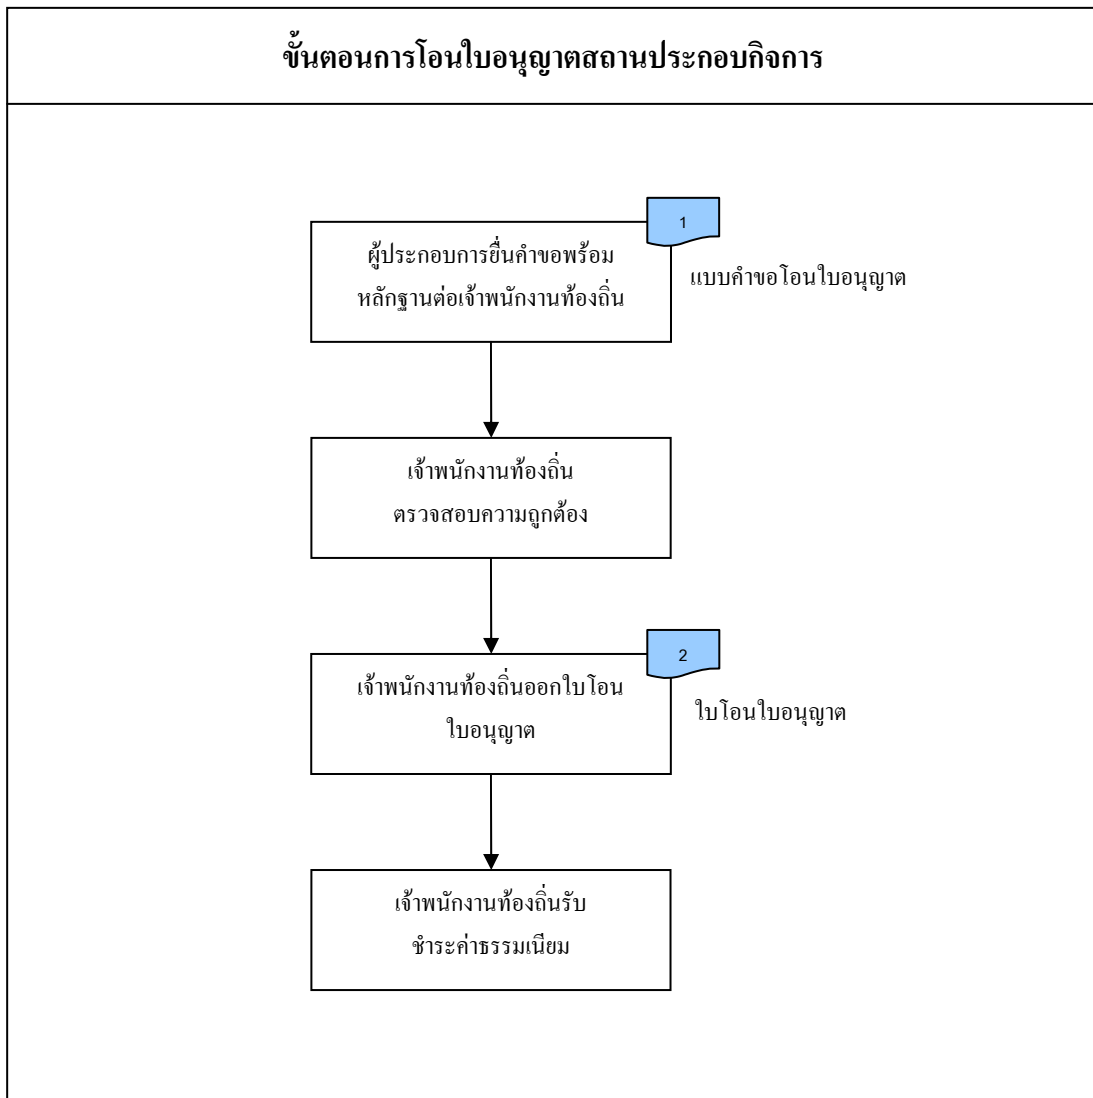 ขั้นตอนการโอนใบอนุญาตสถานประกอบกิจการ
1
ผู้ประกอบการยื่นคำขอพร้อม
หลักฐานต่อเจ้าพนักงานท้องถิ่น
แบบคำขอโอนใบอนุญาต
เจ้าพนักงานท้องถิ่น
ตรวจสอบความถูกต้อง
2
เจ้าพนักงานท้องถิ่นออกใบโอน
ใบอนุญาต
ใบโอนใบอนุญาต
เจ้าพนักงานท้องถิ่นรับ
ชำระค่าธรรมเนียม